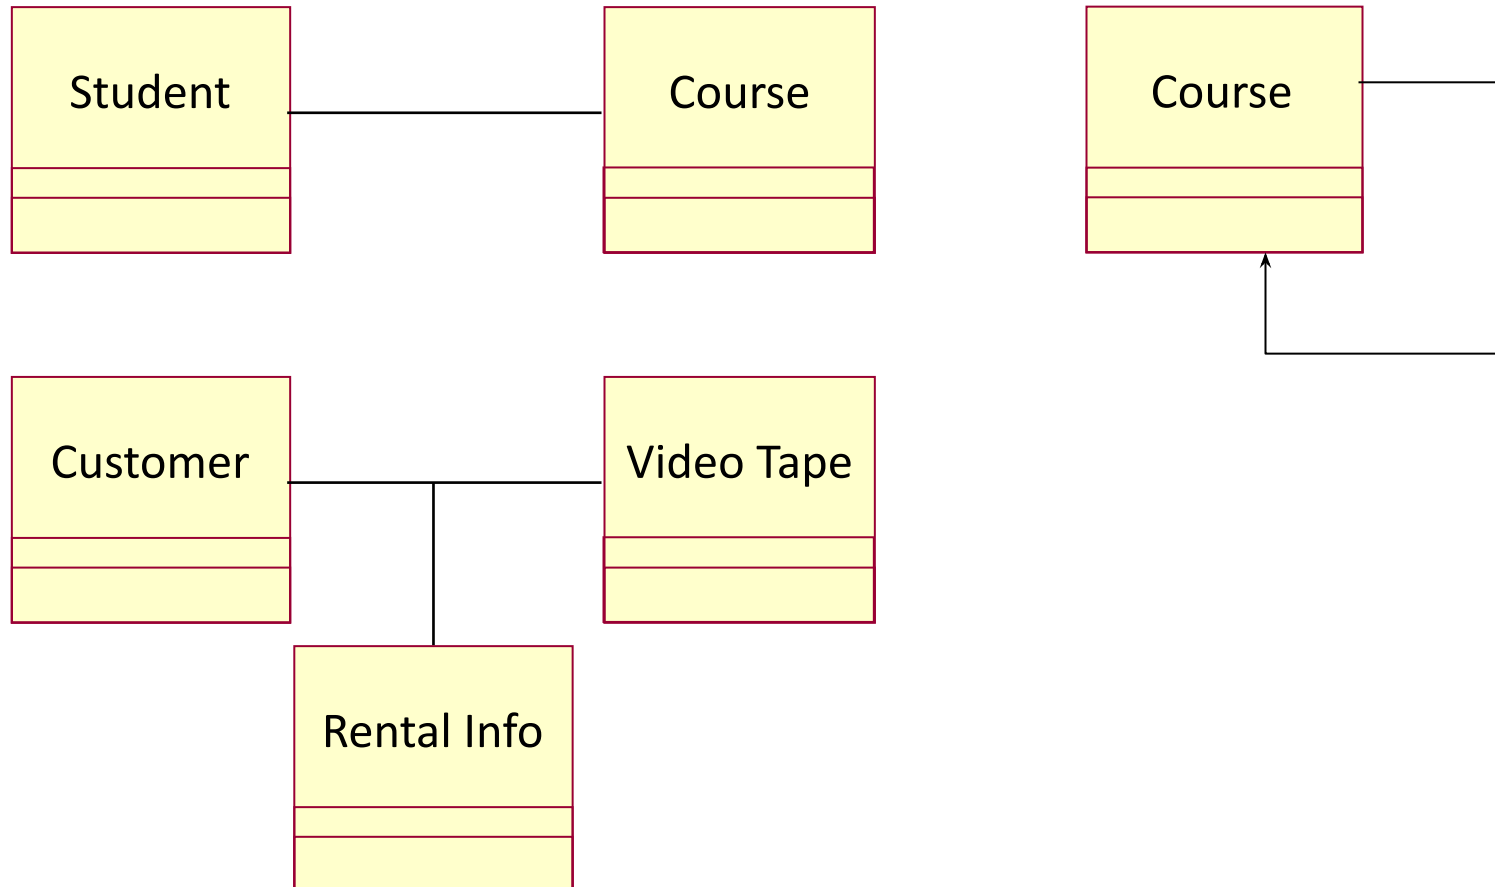 Student
Course
Course
Customer
Video Tape
Rental Info